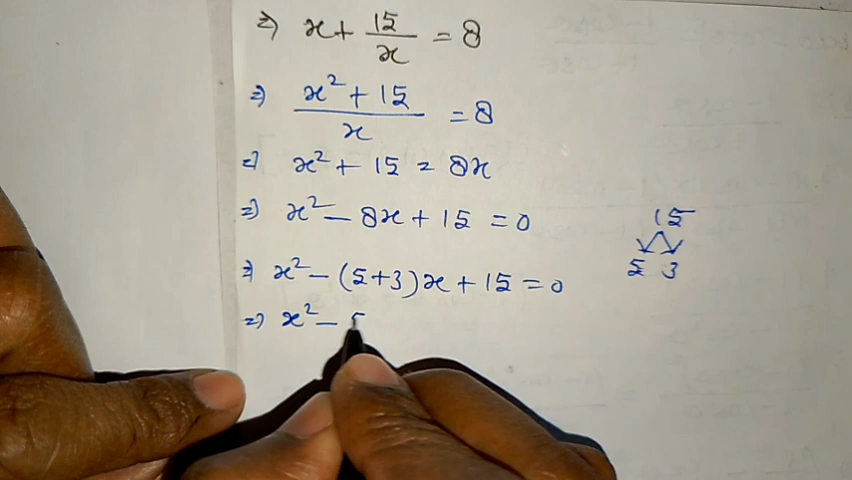 ⇒ x + 15/x = 8
⇒ x² + 15 / x = 8
⇒ x² + 15 = 8x
⇒ x² - 8x + 15 = 0
15
5 3
⇒ x² - (5+3)x + 15 = 0
⇒ x² - 5